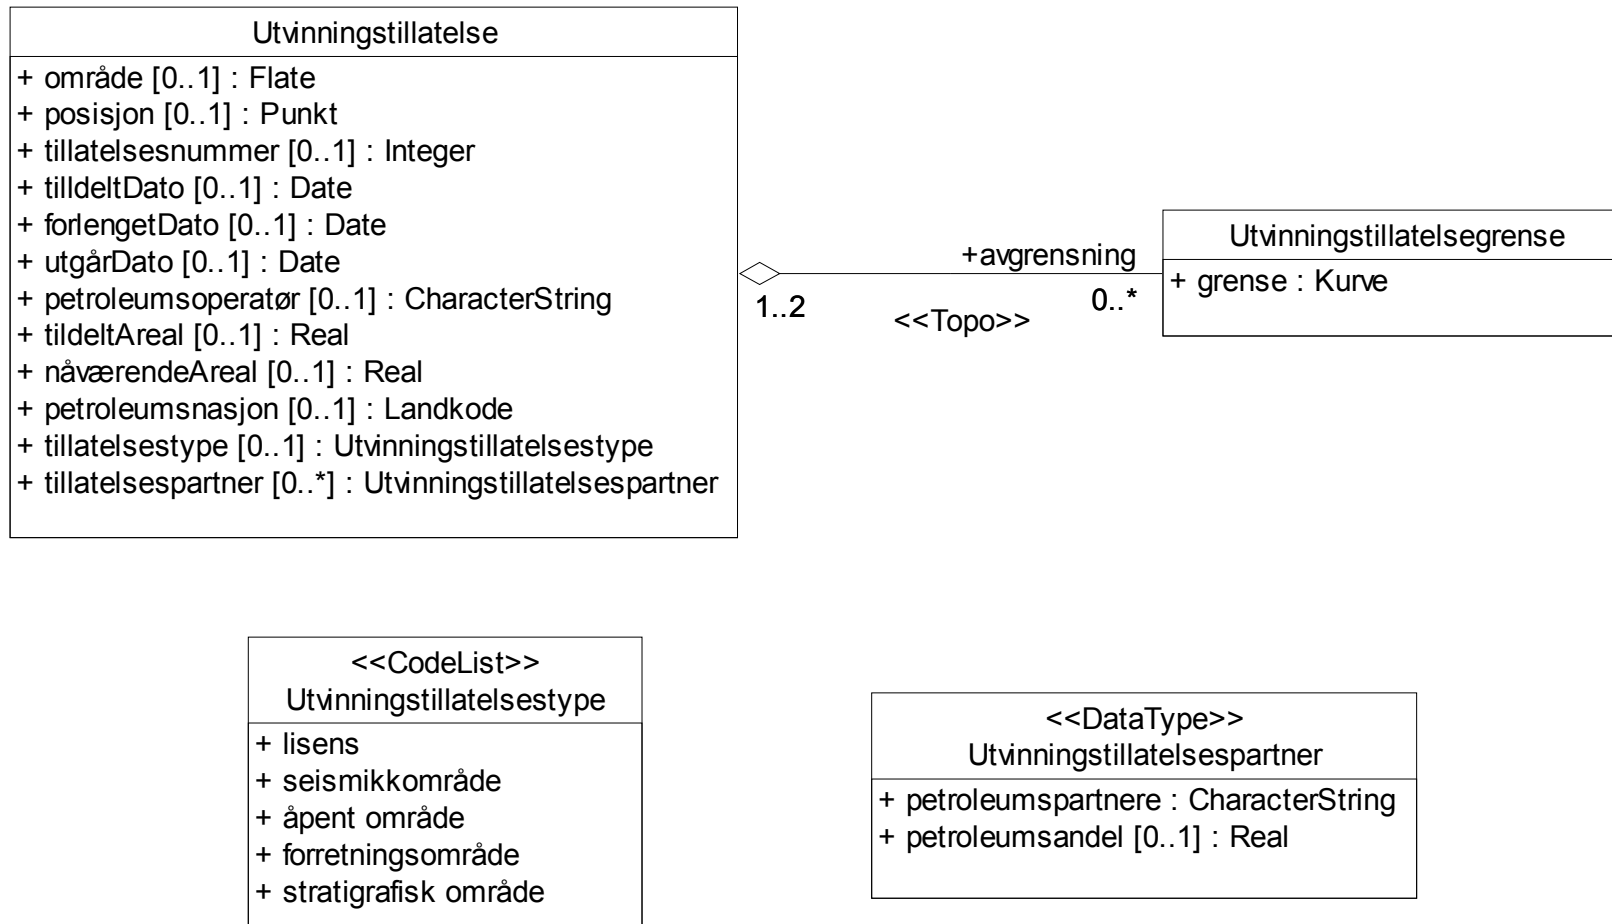 Utvinningstillatelse
+ område [0..1] : Flate
+ posisjon [0..1] : Punkt
+ tillatelsesnummer [0..1] : Integer
+ tilldeltDato [0..1] : Date
+ forlengetDato [0..1] : Date
+ utgårDato [0..1] : Date
+ petroleumsoperatør [0..1] : CharacterString
+ tildeltAreal [0..1] : Real
+ nåværendeAreal [0..1] : Real
+ petroleumsnasjon [0..1] : Landkode
+ tillatelsestype [0..1] : Utvinningstillatelsestype
+ tillatelsespartner [0..*] : Utvinningstillatelsespartner
+avgrensning
1..2
<<Topo>>
0..*
Utvinningstillatelsegrense
+ grense : Kurve
<<CodeList>>
Utvinningstillatelsestype
+ lisens
+ seismikkområde
+ åpent område
+ forretningsområde
+ stratigrafisk område
<<DataType>>
Utvinningstillatelsespartner
+ petroleumspartnere : CharacterString
+ petroleumsandel [0..1] : Real